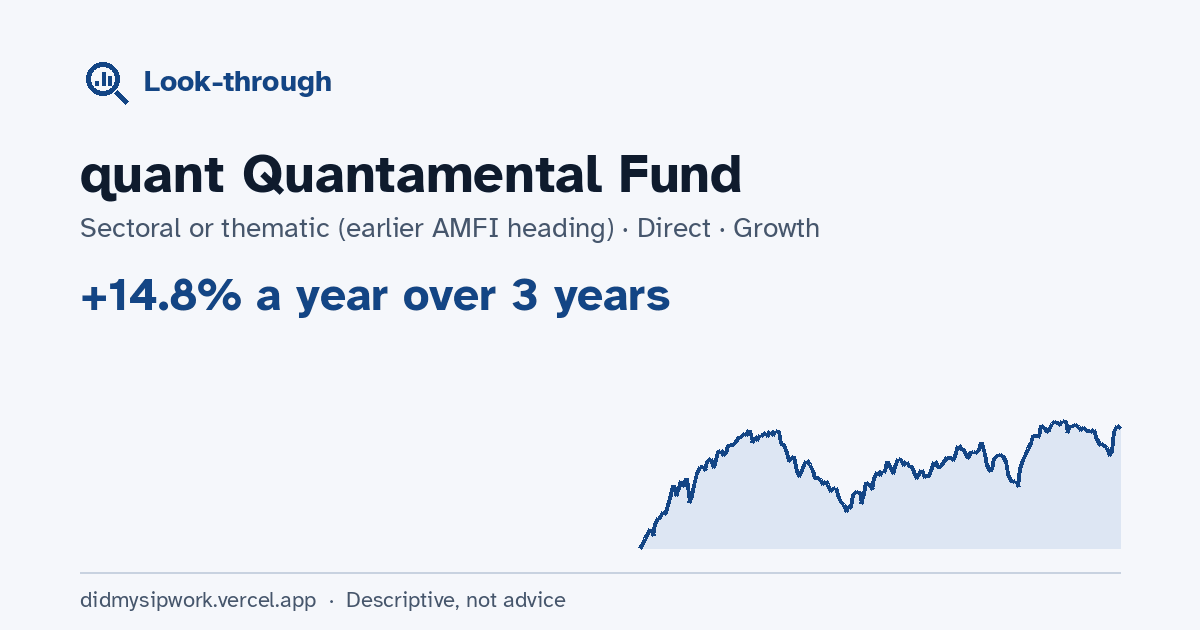 Look-through
quant Quantamental Fund
Sectoral or thematic (earlier AMFI heading) · Direct · Growth
+14.8% a year over 3 years
didmysipwork.vercel.app · Descriptive, not advice